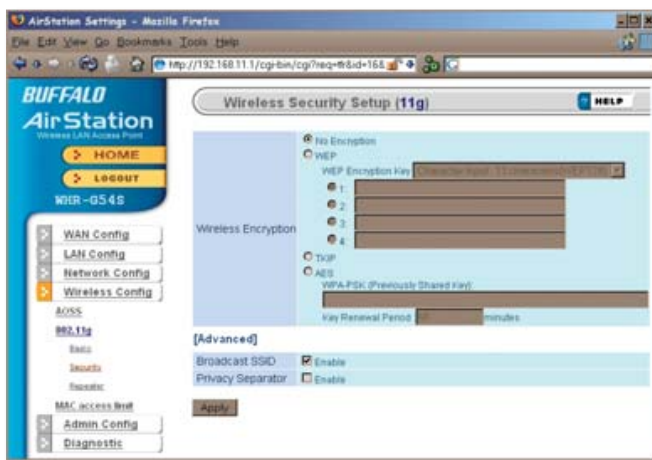 AirStation Settings - Mozilla Firefox
File Edit View Go Bookmarks Tools Help
http://192.168.11.1/cgi-bin/cgi?req=fr&id=16&
BUFFALO
AirStation
Wireless LAN Access Point
HOME
LOGOUT
WHR-G54S
WAN Config
LAN Config
Network Config
Wireless Config
AOSS
802.11g
Basic
Security
Repeater
MAC access limit
Admin Config
Diagnostic
Wireless Security Setup (11g)
HELP
Wireless Encryption
No Encryption
WEP
WEP Encryption Key
1:
2:
3:
4:
TKIP
AES
WPA-PSK (Previously Shared Key):
Key Renewal Period minutes
[Advanced]
Broadcast SSID Enable
Privacy Separator Enable
Apply